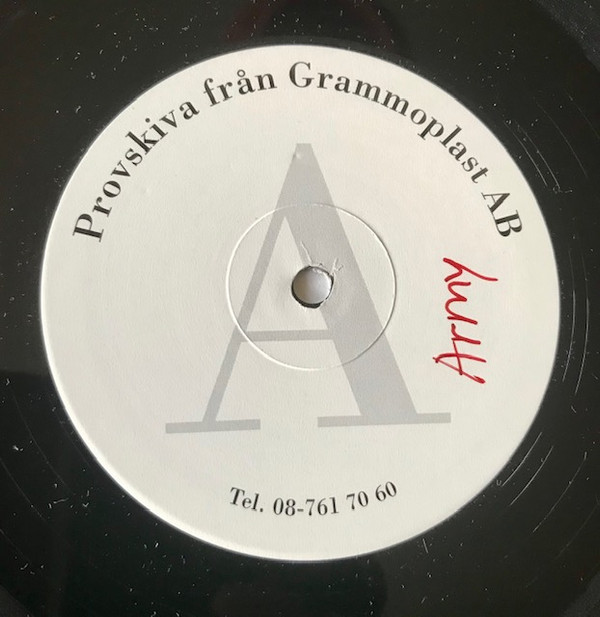 Provskiva från Grammoplast AB
A
Tel. 08-761 70 60